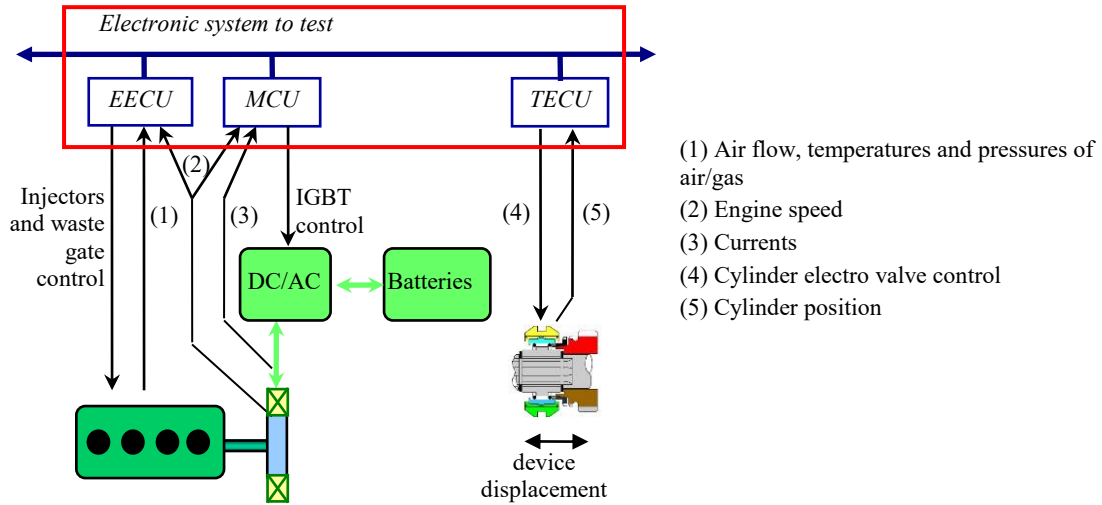 Electronic system to test
EECU
MCU
TECU
(2)
Injectors
and waste
gate
control
(1)
(3)
IGBT
control
(4)
(5)
DC/AC
Batteries
device
displacement
(1) Air flow, temperatures and pressures of
air/gas
(2) Engine speed
(3) Currents
(4) Cylinder electro valve control
(5) Cylinder position